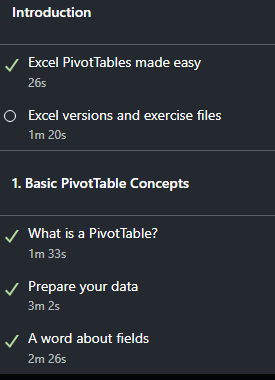 Introduction
Excel PivotTables made easy
26s
Excel versions and exercise files
1m 20s
1. Basic PivotTable Concepts
What is a PivotTable?
1m 33s
Prepare your data
3m 2s
A word about fields
2m 26s